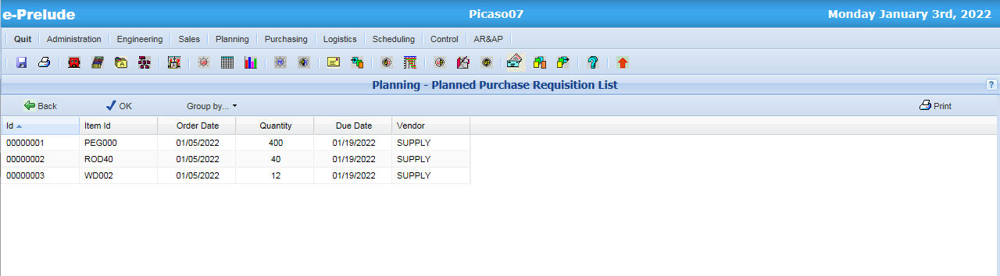 e-Prelude Picaso07 Monday January 3rd, 2022
Quit Administration Engineering Sales Planning Purchasing Logistics Scheduling Control AR&AP
Planning - Planned Purchase Requisition List ?
Back OK Group by... Print
Id Item Id Order Date Quantity Due Date Vendor
00000001 PEG000 01/05/2022 400 01/19/2022 SUPPLY
00000002 ROD40 01/05/2022 40 01/19/2022 SUPPLY
00000003 WD002 01/05/2022 12 01/19/2022 SUPPLY